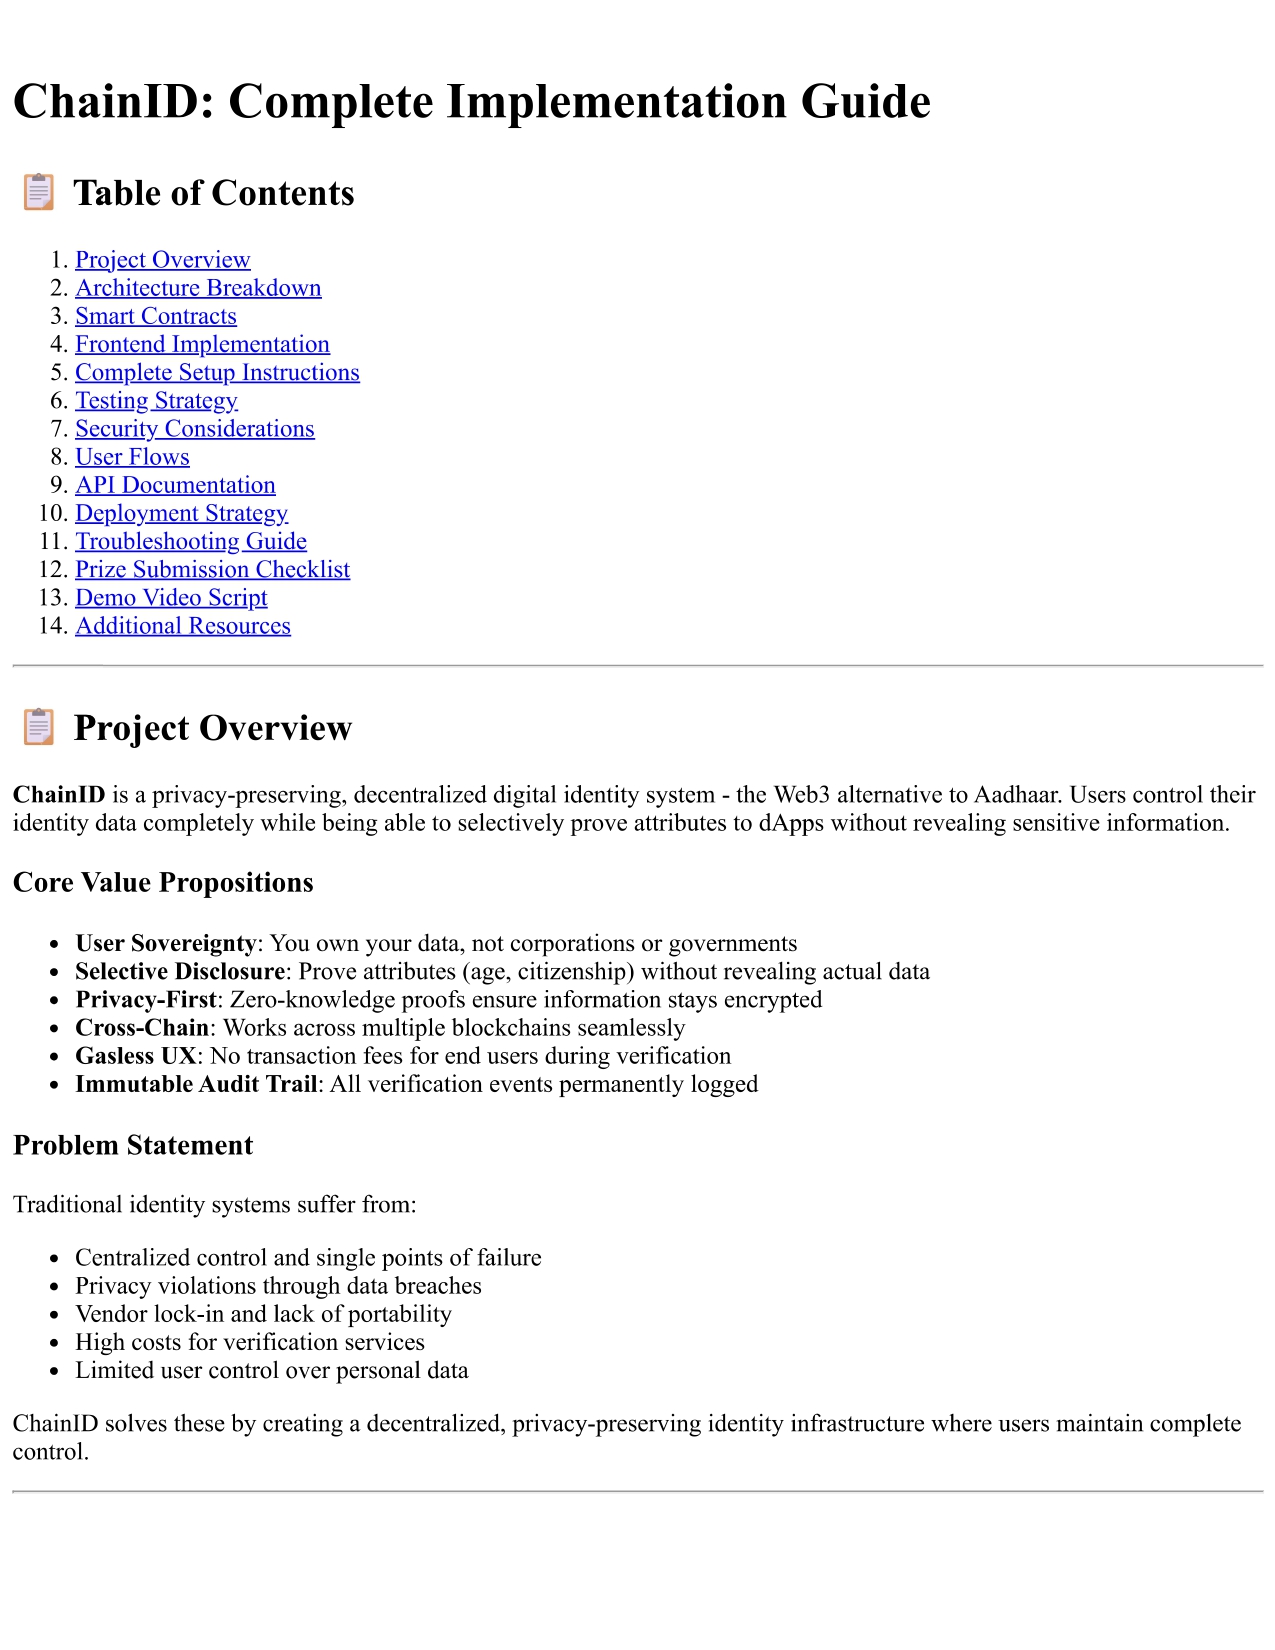 ChainID: Complete Implementation Guide
📋 Table of Contents
1. Project Overview
2. Architecture Breakdown
3. Smart Contracts
4. Frontend Implementation
5. Complete Setup Instructions
6. Testing Strategy
7. Security Considerations
8. User Flows
9. API Documentation
10. Deployment Strategy
11. Troubleshooting Guide
12. Prize Submission Checklist
13. Demo Video Script
14. Additional Resources
📋 Project Overview
ChainID is a privacy-preserving, decentralized digital identity system - the Web3 alternative to Aadhaar. Users control their
identity data completely while being able to selectively prove attributes to dApps without revealing sensitive information.
Core Value Propositions
• User Sovereignty: You own your data, not corporations or governments
• Selective Disclosure: Prove attributes (age, citizenship) without revealing actual data
• Privacy-First: Zero-knowledge proofs ensure information stays encrypted
• Cross-Chain: Works across multiple blockchains seamlessly
• Gasless UX: No transaction fees for end users during verification
• Immutable Audit Trail: All verification events permanently logged
Problem Statement
Traditional identity systems suffer from:
• Centralized control and single points of failure
• Privacy violations through data breaches
• Vendor lock-in and lack of portability
• High costs for verification services
• Limited user control over personal data
ChainID solves these by creating a decentralized, privacy-preserving identity infrastructure where users maintain complete
control.